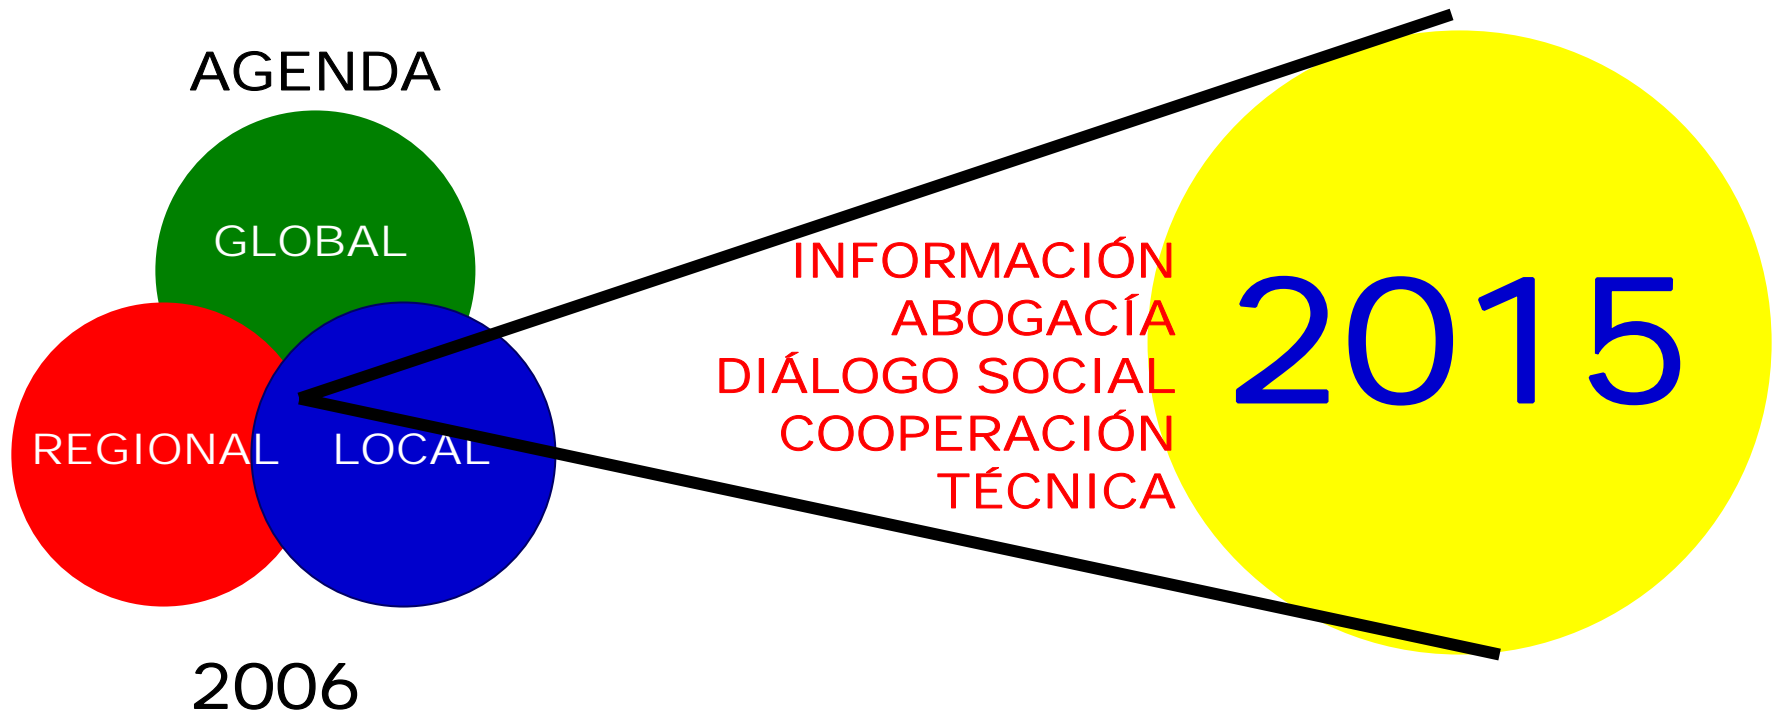 AGENDA
GLOBAL
REGIONAL
LOCAL
2006
INFORMACIÓN
ABOGACÍA
DIÁLOGO SOCIAL
COOPERACIÓN
TÉCNICA
2015